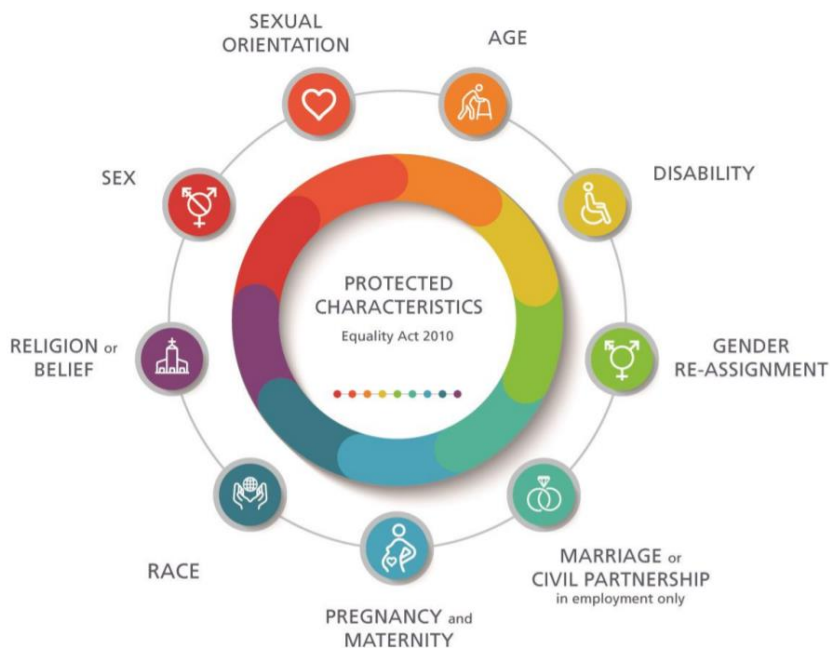 SEXUAL
ORIENTATION
AGE
SEX
DISABILITY
PROTECTED
CHARACTERISTICS
Equality Act 2010
RELIGION or
BELIEF
GENDER
RE-ASSIGNMENT
RACE
MARRIAGE or
CIVIL PARTNERSHIP
in employment only
PREGNANCY and
MATERNITY